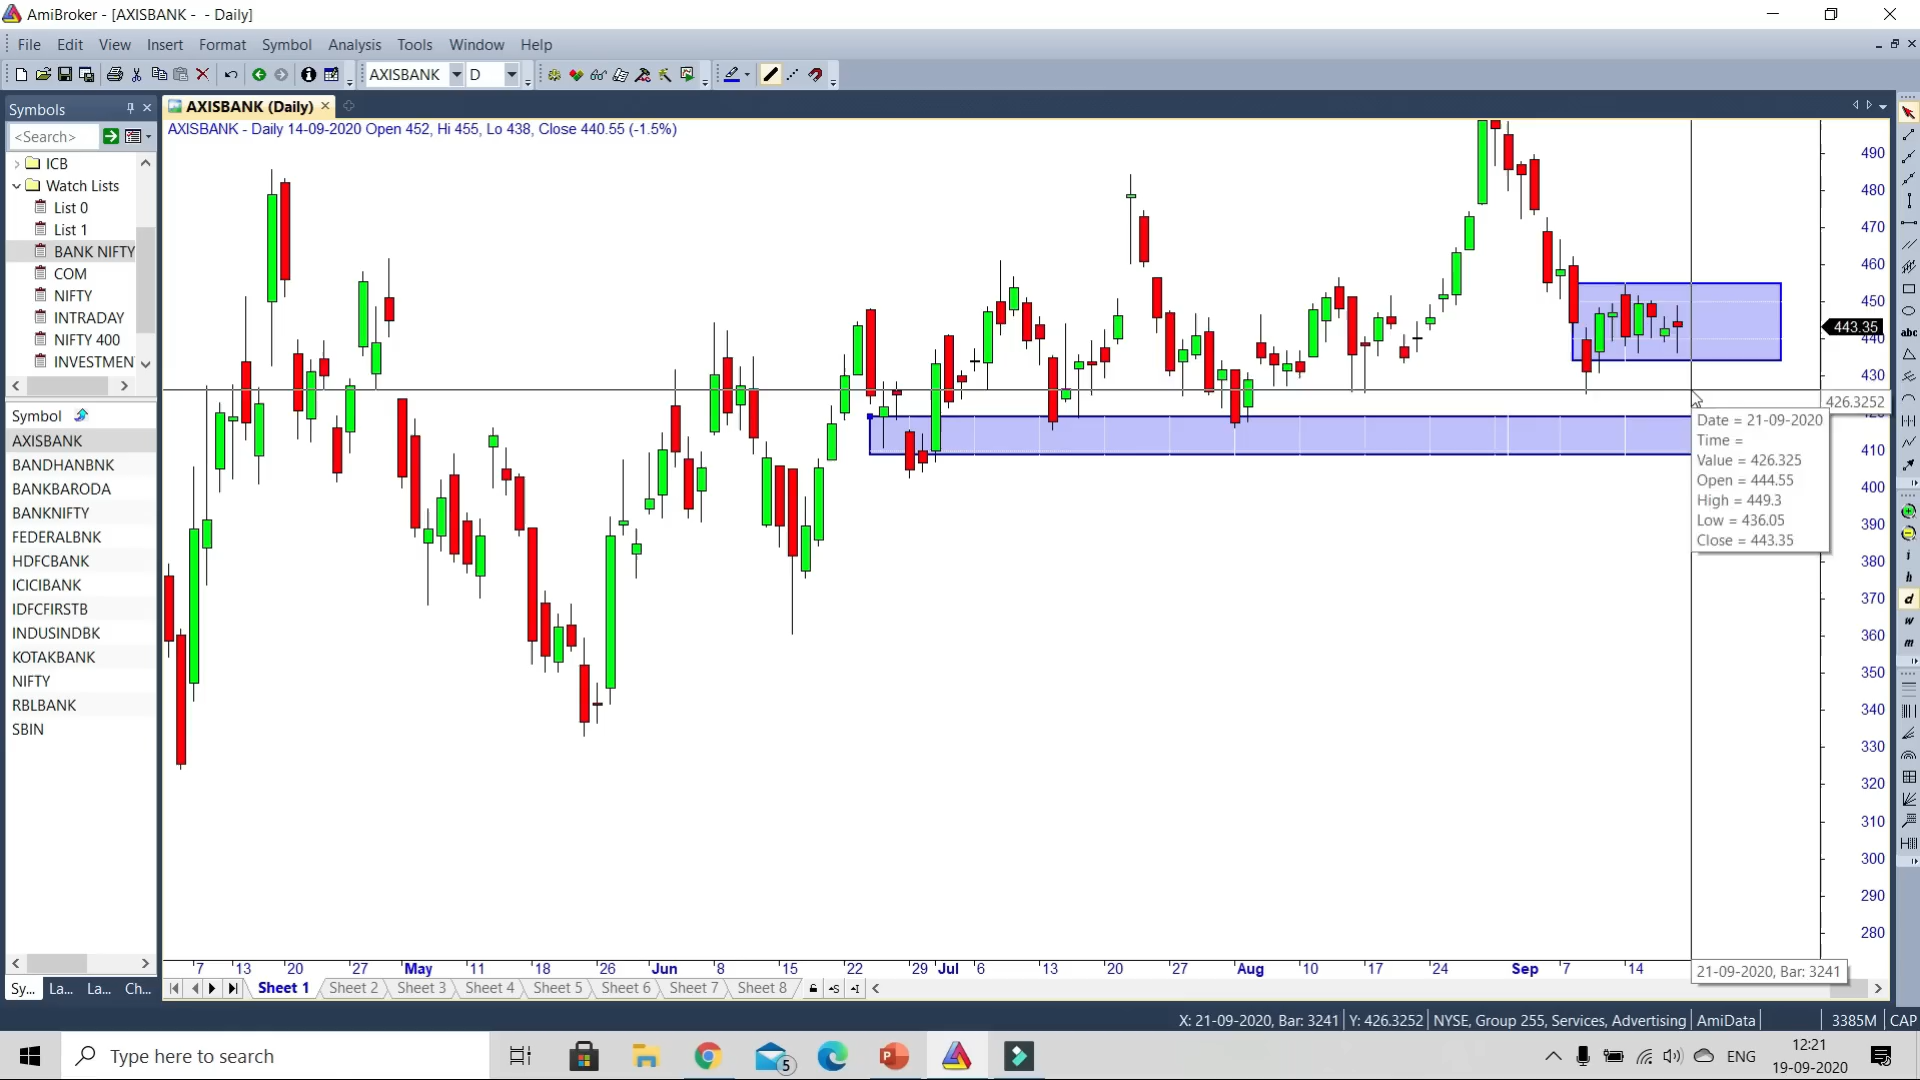 AmiBroker - [AXISBANK -  - Daily]
File Edit View Insert Format Symbol Analysis Tools Window Help
AXISBANK D
Symbols
<Search>
ICB
Watch Lists
List 0
List 1
BANK NIFTY
COM
NIFTY
INTRADAY
NIFTY 400
INVESTMEN
Symbol
AXISBANK
BANDHANBNK
BANKBARODA
BANKNIFTY
FEDERALBNK
HDFCBANK
ICICIBANK
IDFCFIRSTB
INDUSINDBK
KOTAKBANK
NIFTY
RBLBANK
SBIN
Sy... La... La... Ch...
AXISBANK (Daily)
AXISBANK - Daily 14-09-2020 Open 452, Hi 455, Lo 438, Close 440.55 (-1.5%)
490
480
470
460
450
443.35
440
430
426.3252
420
410
400
390
380
370
360
350
340
330
320
310
300
290
280
Date = 21-09-2020
Time =
Value = 426.325
Open = 444.55
High = 449.3
Low = 436.05
Close = 443.35
7 13 20 27 May 11 18 26 Jun 8 15 22 29 Jul 6 13 20 27 Aug 10 17 24 Sep 7 14
21-09-2020, Bar: 3241
Sheet 1 Sheet 2 Sheet 3 Sheet 4 Sheet 5 Sheet 6 Sheet 7 Sheet 8
abc
i
h
d
w
m
X: 21-09-2020, Bar: 3241 Y: 426.3252 NYSE, Group 255, Services, Advertising AmiData 3385M CAP
Type here to search
5
ENG
12:21
19-09-2020